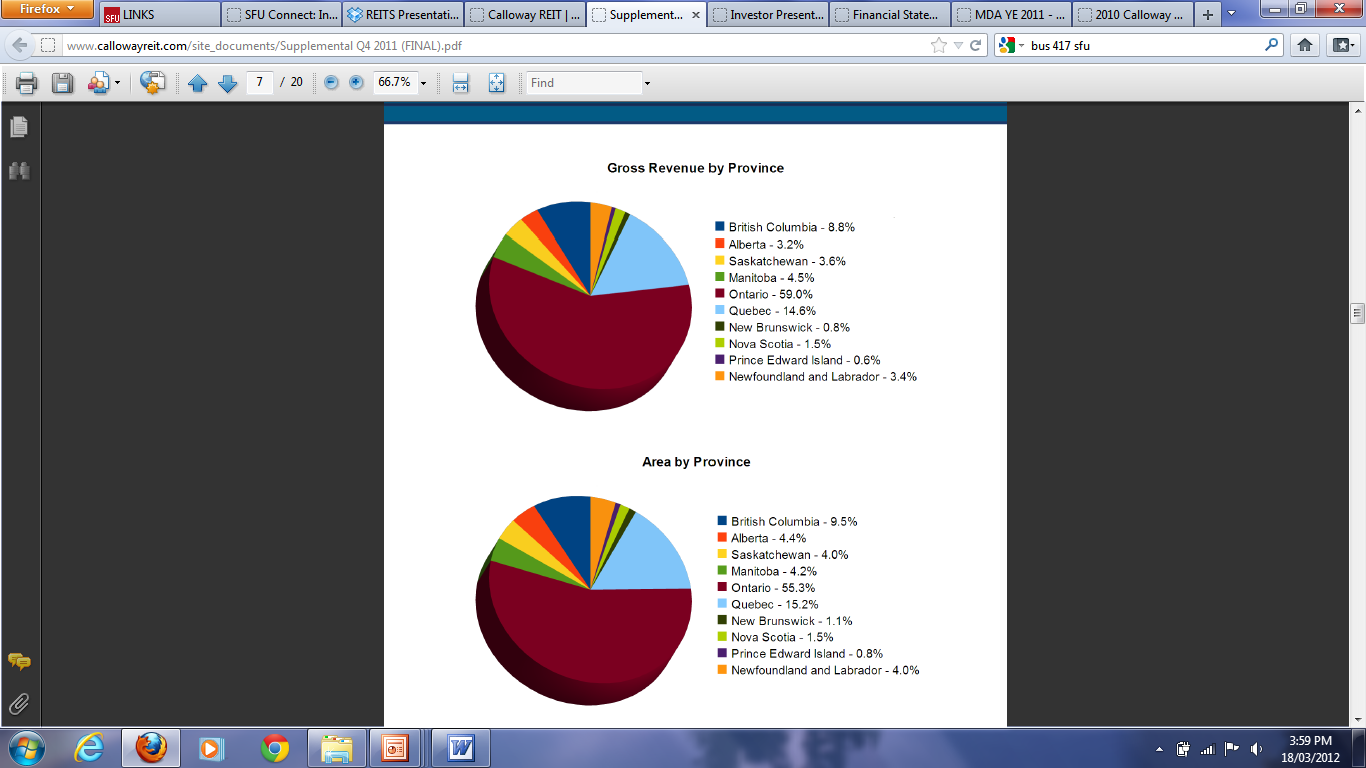 Firefox
SFU LINKS
SFU Connect: In...
REITS Presentati...
Calloway REIT | ...
Supplement...
Investor Present...
Financial State...
MDA YE 2011 - ...
2010 Calloway ...
www.callowayreit.com/site_documents/Supplemental Q4 2011 (FINAL).pdf
bus 417 sfu
7 / 20
66.7%
Find
Gross Revenue by Province
British Columbia - 8.8%
Alberta - 3.2%
Saskatchewan - 3.6%
Manitoba - 4.5%
Ontario - 59.0%
Quebec - 14.6%
New Brunswick - 0.8%
Nova Scotia - 1.5%
Prince Edward Island - 0.6%
Newfoundland and Labrador - 3.4%
Area by Province
British Columbia - 9.5%
Alberta - 4.4%
Saskatchewan - 4.0%
Manitoba - 4.2%
Ontario - 55.3%
Quebec - 15.2%
New Brunswick - 1.1%
Nova Scotia - 1.5%
Prince Edward Island - 0.8%
Newfoundland and Labrador - 4.0%
3:59 PM
18/03/2012